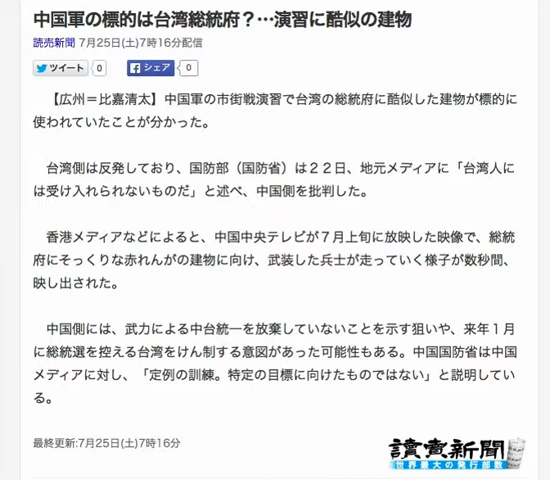 中国軍の標的は台湾総統府？…演習に酷似の建物
読売新聞 7月25日(土)7時16分配信
ツイート 0 シェア 0
【広州＝比嘉清太】中国軍の市街戦演習で台湾の総統府に酷似した建物が標的に
使われていたことが分かった。
台湾側は反発しており、国防部（国防省）は２２日、地元メディアに「台湾人に
は受け入れられないものだ」と述べ、中国側を批判した。
香港メディアなどによると、中国中央テレビが７月上旬に放映した映像で、総統
府にそっくりな赤れんがの建物に向け、武装した兵士が走っていく様子が数秒間、
映し出された。
中国側には、武力による中台統一を放棄していないことを示す狙いや、来年１月
に総統選を控える台湾をけん制する意図があった可能性もある。中国国防省は中国
メディアに対し、「定例の訓練。特定の目標に向けたものではない」と説明してい
る。
最終更新:7月25日(土)7時16分
讀賣新聞
世界最大の発行部数